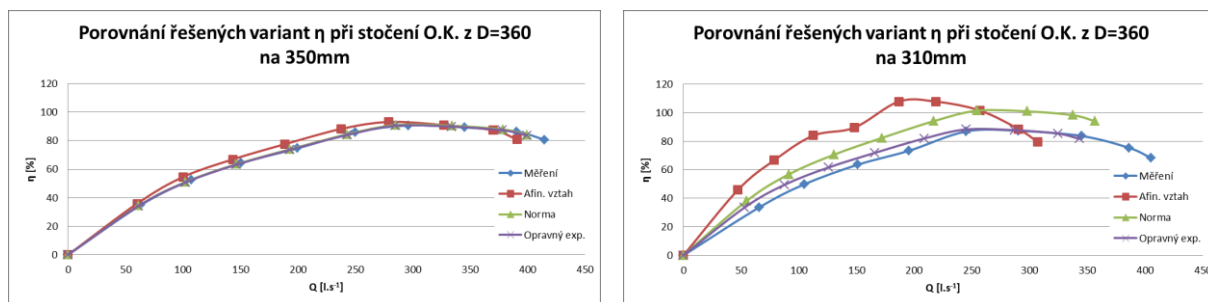 Porovnání řešených variant η při stočení O.K. z D=360
na 350mm
120
100
80
60
40
20
0
η [%]
0 50 100 150 200 250 300 350 400 450
Q [l.s-1]
Měření
Afin. vztah
Norma
Opravný exp.
Porovnání řešených variant η při stočení O.K. z D=360
na 310mm
120
100
80
60
40
20
0
η [%]
0 50 100 150 200 250 300 350 400 450
Q [l.s-1]
Měření
Afin. vztah
Norma
Opravný exp.